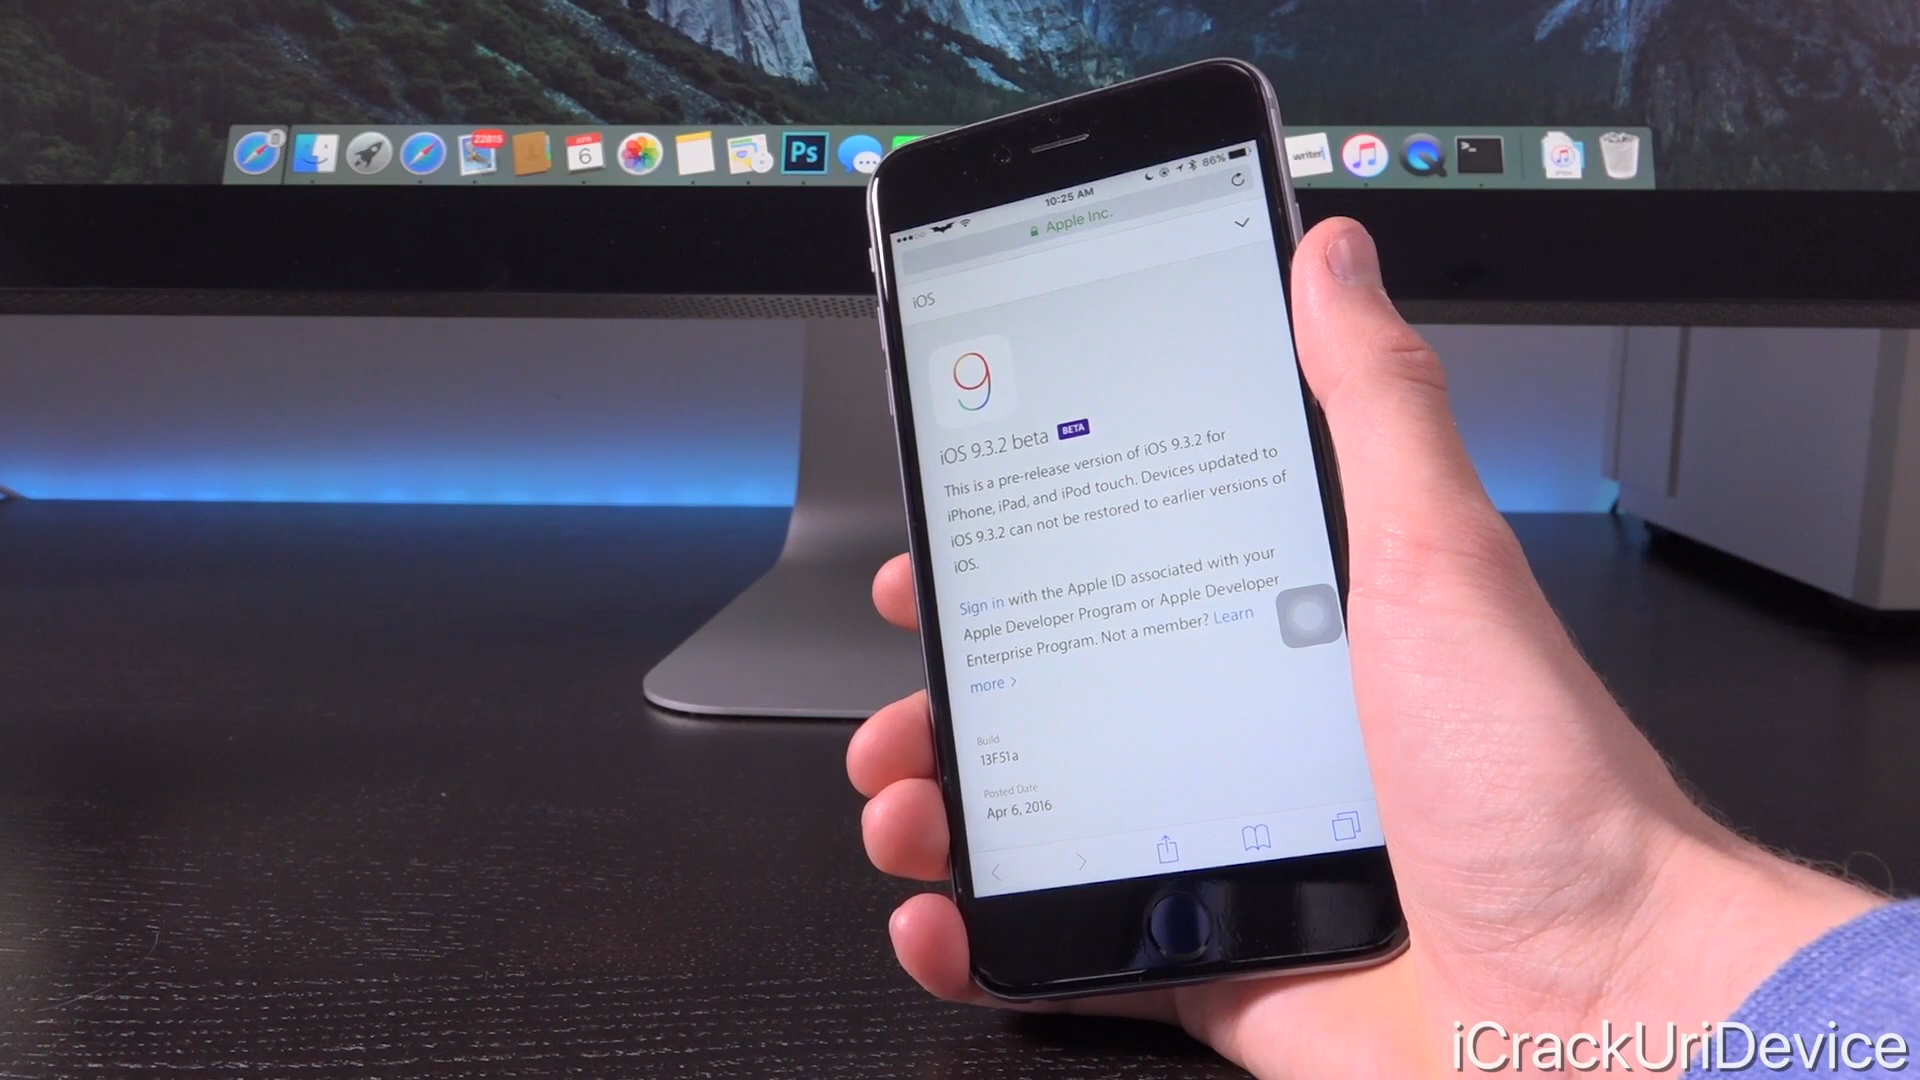 22815
APR
6
Ps
writer
10:25 AM
86%
Apple Inc.
iOS
9
iOS 9.3.2 beta BETA
This is a pre-release version of iOS 9.3.2 for
iPhone, iPad, and iPod touch. Devices updated to
iOS 9.3.2 can not be restored to earlier versions of
iOS.
Sign in with the Apple ID associated with your
Apple Developer Program or Apple Developer
Enterprise Program. Not a member? Learn
more >
Build
13F51a
Posted Date
Apr 6, 2016
iCrackUriDevice